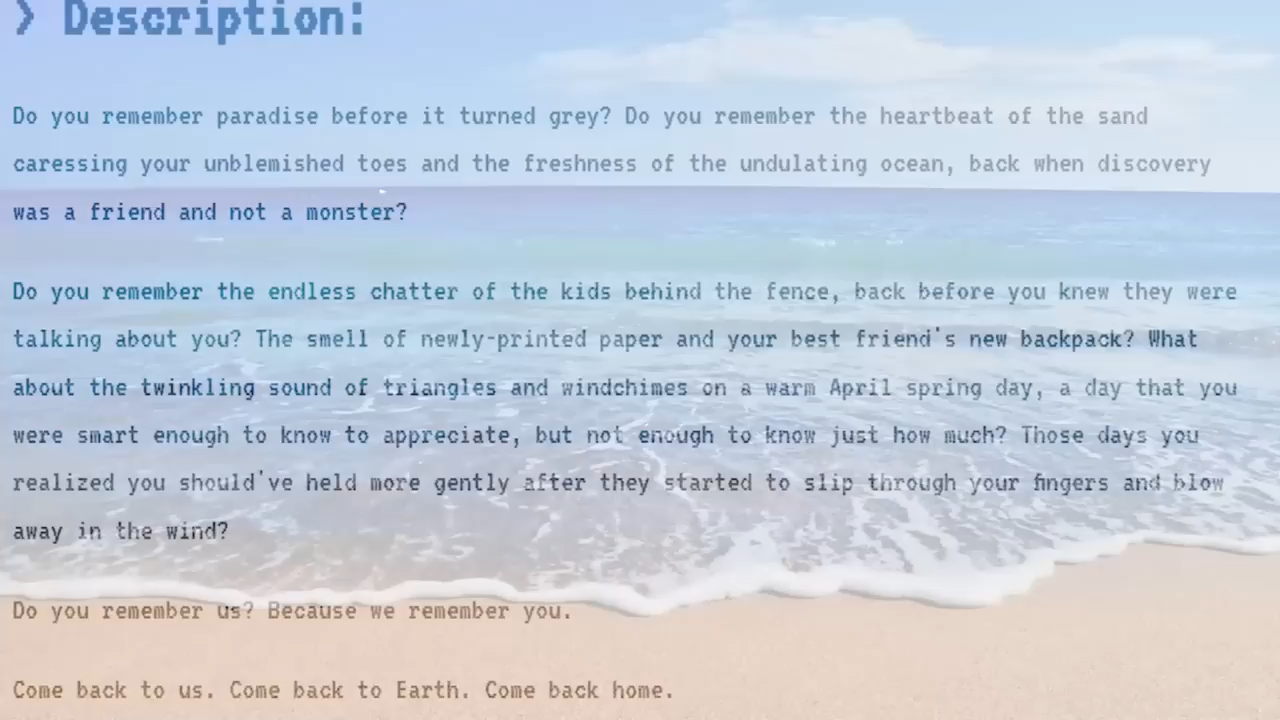 › Description:
Do you remember paradise before it turned grey? Do you remember the heartbeat of the sand
caressing your unblemished toes and the freshness of the undulating ocean, back when discovery
was a friend and not a monster?
Do you remember the endless chatter of the kids behind the fence, back before you knew they were
talking about you? The smell of newly-printed paper and your best friend's new backpack? What
about the twinkling sound of triangles and windchimes on a warm April spring day, a day that you
were smart enough to know to appreciate, but not enough to know just how much? Those days you
realized you should've held more gently after they started to slip through your fingers and blow
away in the wind?
Do you remember us? Because we remember you.
Come back to us. Come back to Earth. Come back home.